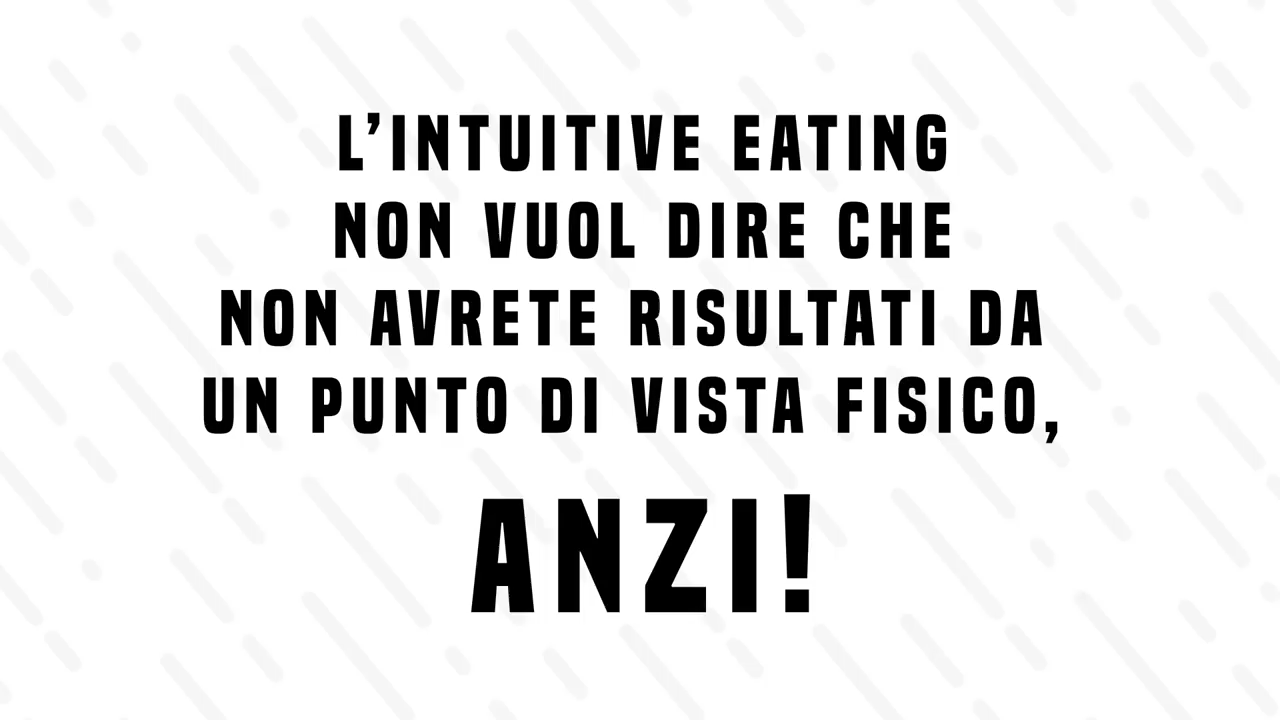 L'INTUITIVE EATING
NON VUOL DIRE CHE
NON AVRETE RISULTATI DA
UN PUNTO DI VISTA FISICO,
ANZI!